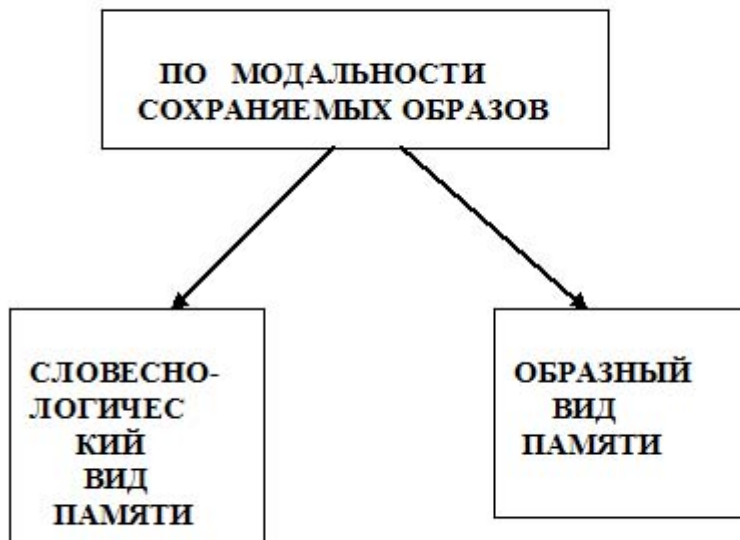 ПО МОДАЛЬНОСТИ
СОХРАНЯЕМЫХ ОБРАЗОВ
СЛОВЕСНО-
ЛОГИЧЕС
КИЙ
ВИД
ПАМЯТИ
ОБРАЗНЫЙ
ВИД
ПАМЯТИ